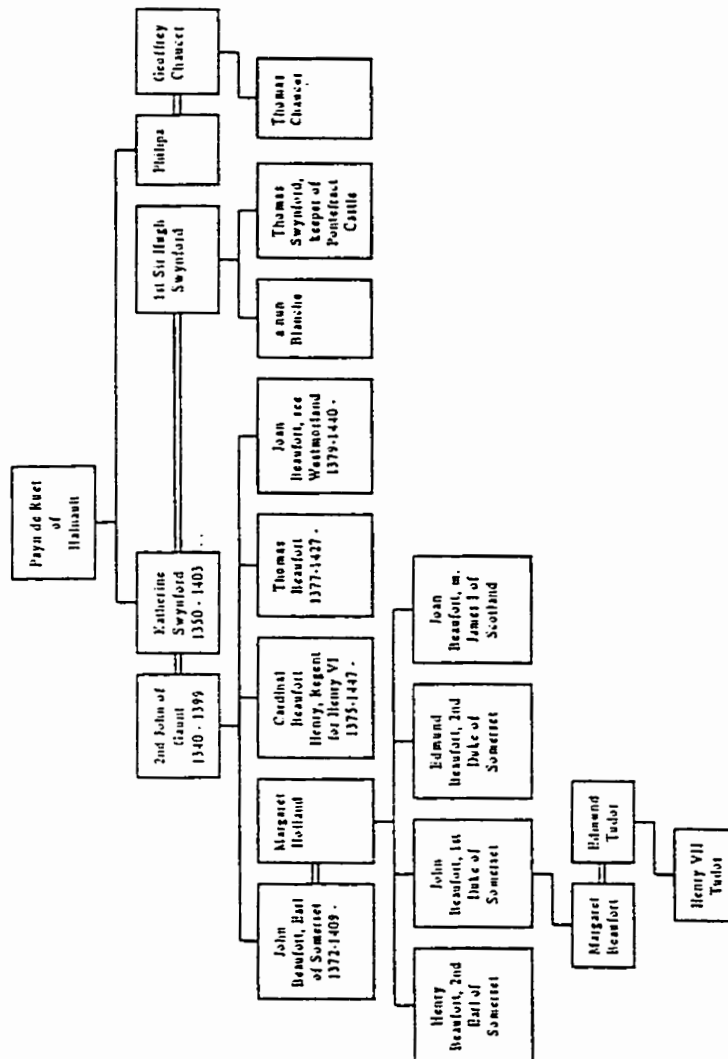 Payn de Ruet
of
Hainault
2nd John of
Gaunt
1340 - 1399
Katherine
Swynford
1350 - 1403
1st Sir Hugh
Swynford
Philipa
Geoffrey
Chaucer
John
Beaufort, Earl
of Somerset
1372-1409 -
Margaret
Holland
Cardinal
Beaufort
Henry, Regent
for Henry VI
1375-1447 -
Thomas
Beaufort
1377-1427 -
Joan
Beaufort, see
Westmorland
1379-1440 -
a nun
Blanche
Thomas
Swynford,
keeper of
Pontefract
Castle
Thomas
Chaucer
Henry
Beaufort, 2nd
Earl of
Somerset
John
Beaufort, 1st
Duke of
Somerset
Edmund
Beaufort, 2nd
Duke of
Somerset
Joan
Beaufort, m.
James I of
Scotland
Margaret
Beaufort
Edmund
Tudor
Henry VII
Tudor